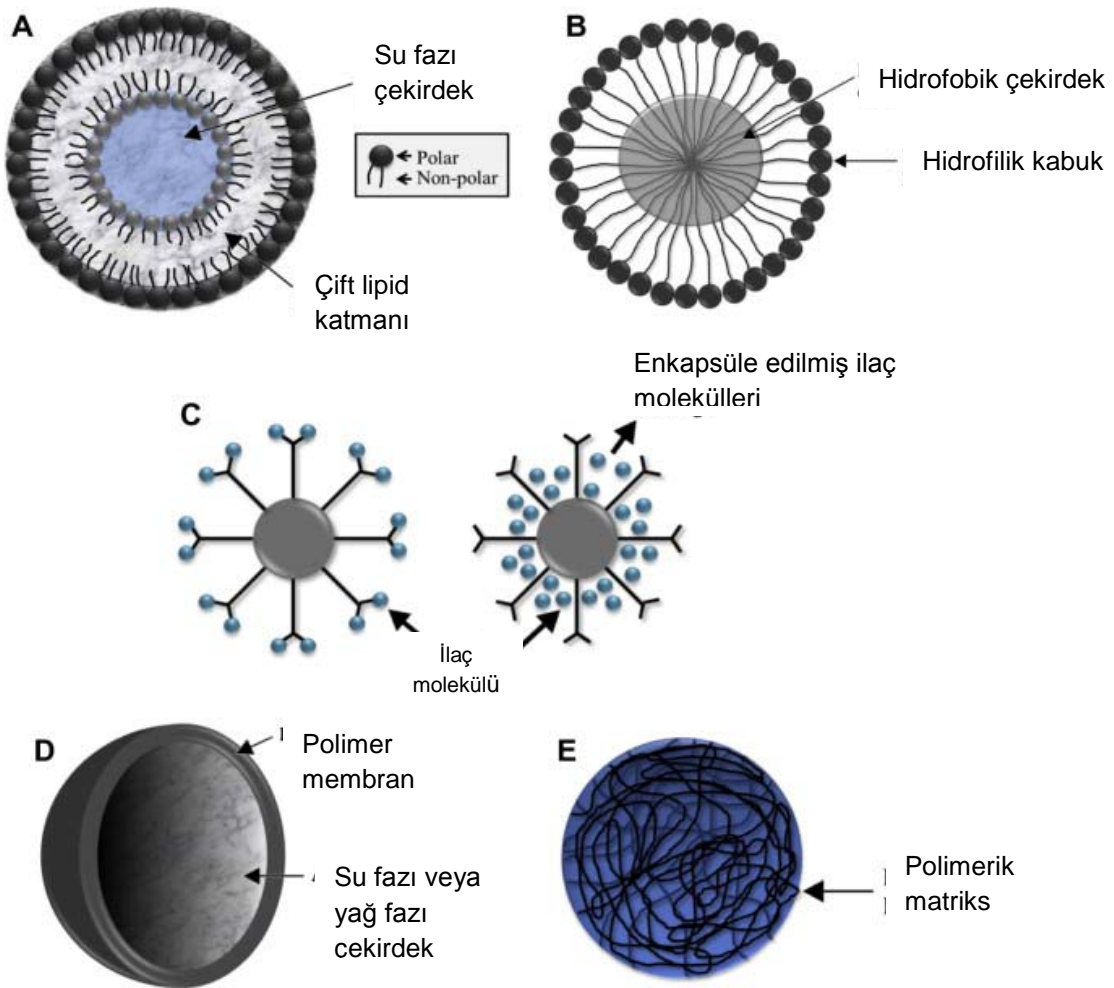 A
Su fazı
çekirdek
B
Hidrofobik çekirdek
Polar
Non-polar
Hidrofilik kabuk
Çift lipid
katmanı
Enkapsüle edilmiş ilaç
molekülleri
C
İlaç
molekülü
D
Polimer
membran
Su fazı veya
yağ fazı
cekirdek
E
Polimerik
matriks